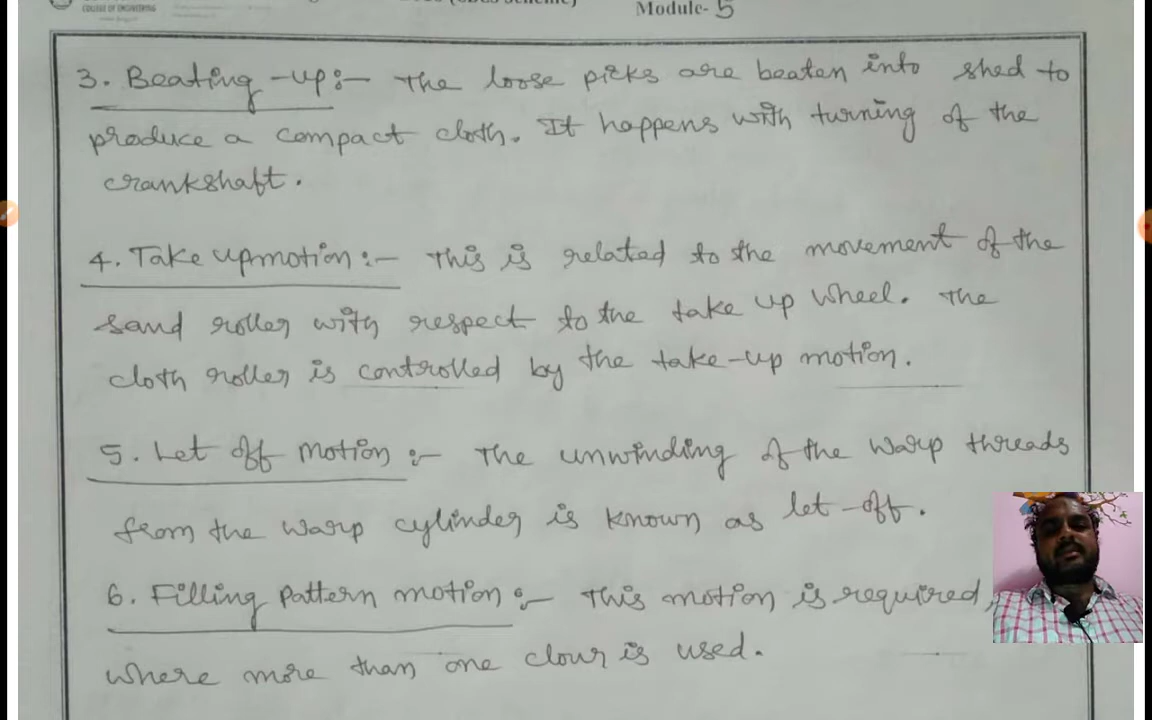 COLLEGE OF ENGINEERING
Module- 5
3. Beating -up:- The loose picks are beaten into shed to
produce a compact cloth. It happens with turning of the
crankshaft.
4. Take upmotion :- This is related to the movement of the
sand roller with respect to the take up wheel. The
cloth roller is controlled by the take-up motion.
5. Let off motion :- The unwinding of the warp threads
from the warp cylinder is known as let-off.
6. Filling pattern motion :- This motion is required,
where more than one clour is used.